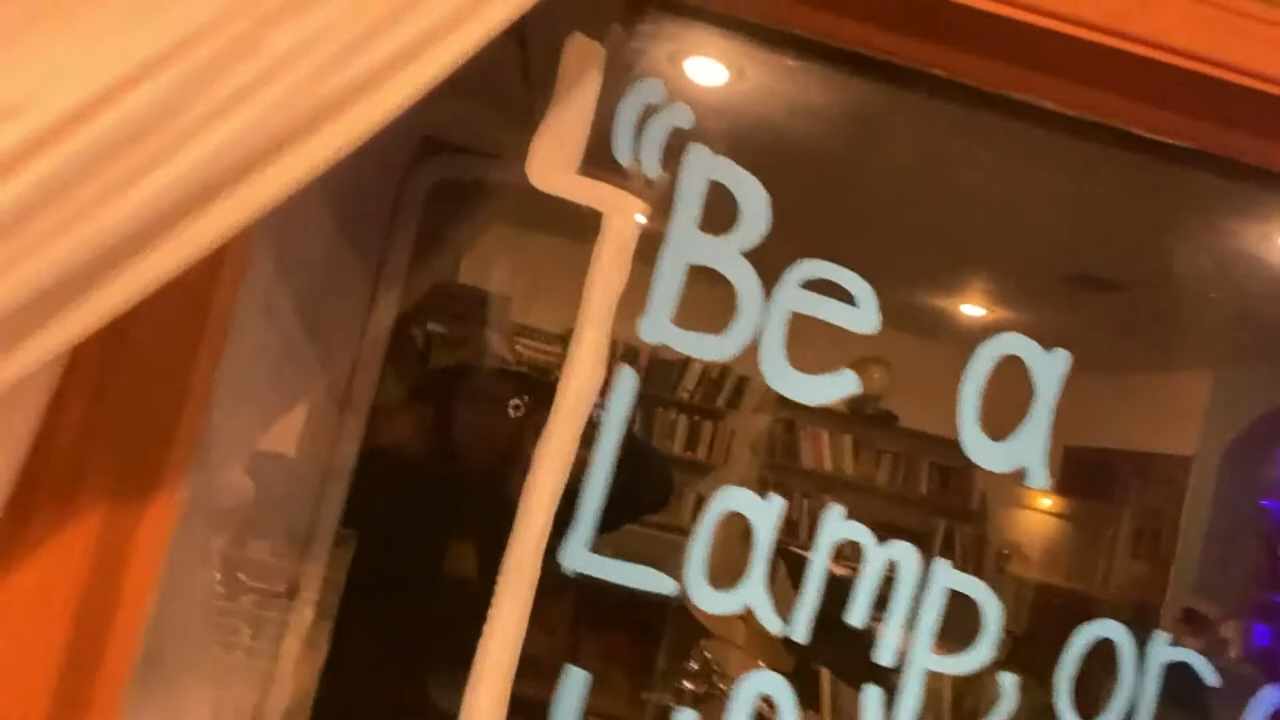 “Be a
Lamp, or